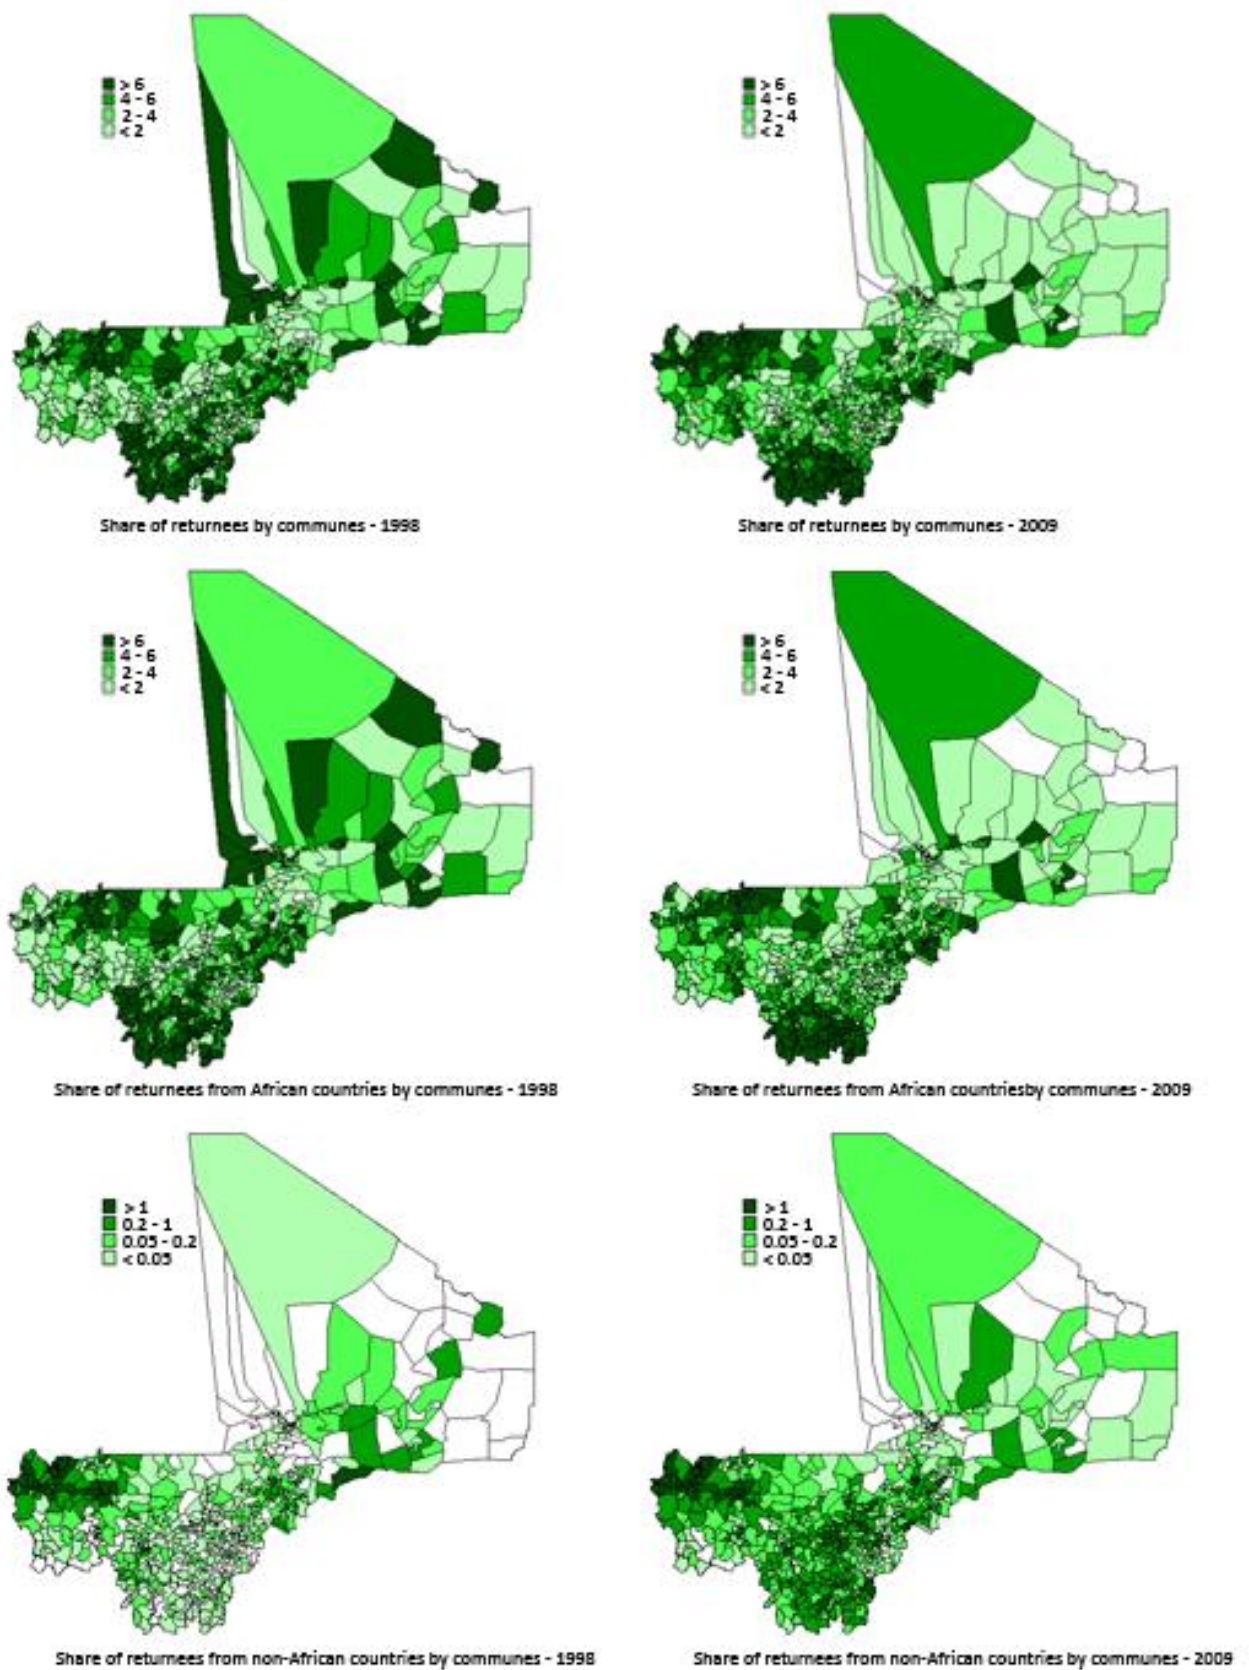 > 6
4 - 6
2 - 4
< 2
Share of returnees by communes - 1998
> 6
4 - 6
2 - 4
< 2
Share of returnees by communes - 2009
> 6
4 - 6
2 - 4
< 2
Share of returnees from African countries by communes - 1998
> 6
4 - 6
2 - 4
< 2
Share of returnees from African countriesby communes - 2009
> 1
0.2 - 1
0.05 - 0.2
< 0.05
Share of returnees from non-African countries by communes - 1998
> 1
0.2 - 1
0.05 - 0.2
< 0.05
Share of returnees from non-African countries by communes - 2009